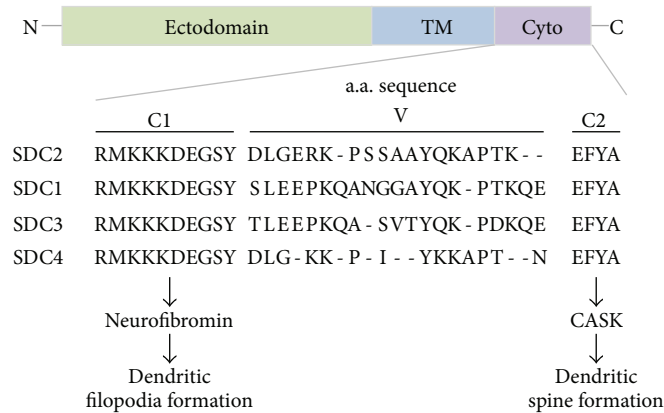 N Ectodomain TM Cyto C
a.a. sequence
C1 V C2
SDC2 RMKKKDEGSY DLGERK - P S SAAYQKAPTK - - EFYA
SDC1 RMKKKDEGSY SLEEPKQANGGAYQK - PTKQE EFYA
SDC3 RMKKKDEGSY TLEEPKQA - SVTYQK - PDKQE EFYA
SDC4 RMKKKDEGSY DLG - KK - P - I - - YKKAPT - - N EFYA
Neurofibromin CASK
Dendritic filopodia formation
Dendritic spine formation